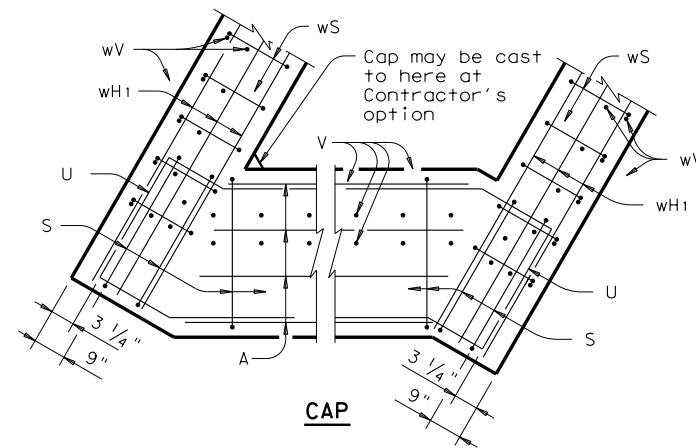 wS
wV
Cap may be cast
to here at
Contractor's
option
wS
wH1
V
wV
U
wH1
S
U
S
A
3 1/4"
9"
3 1/4"
9"
CAP